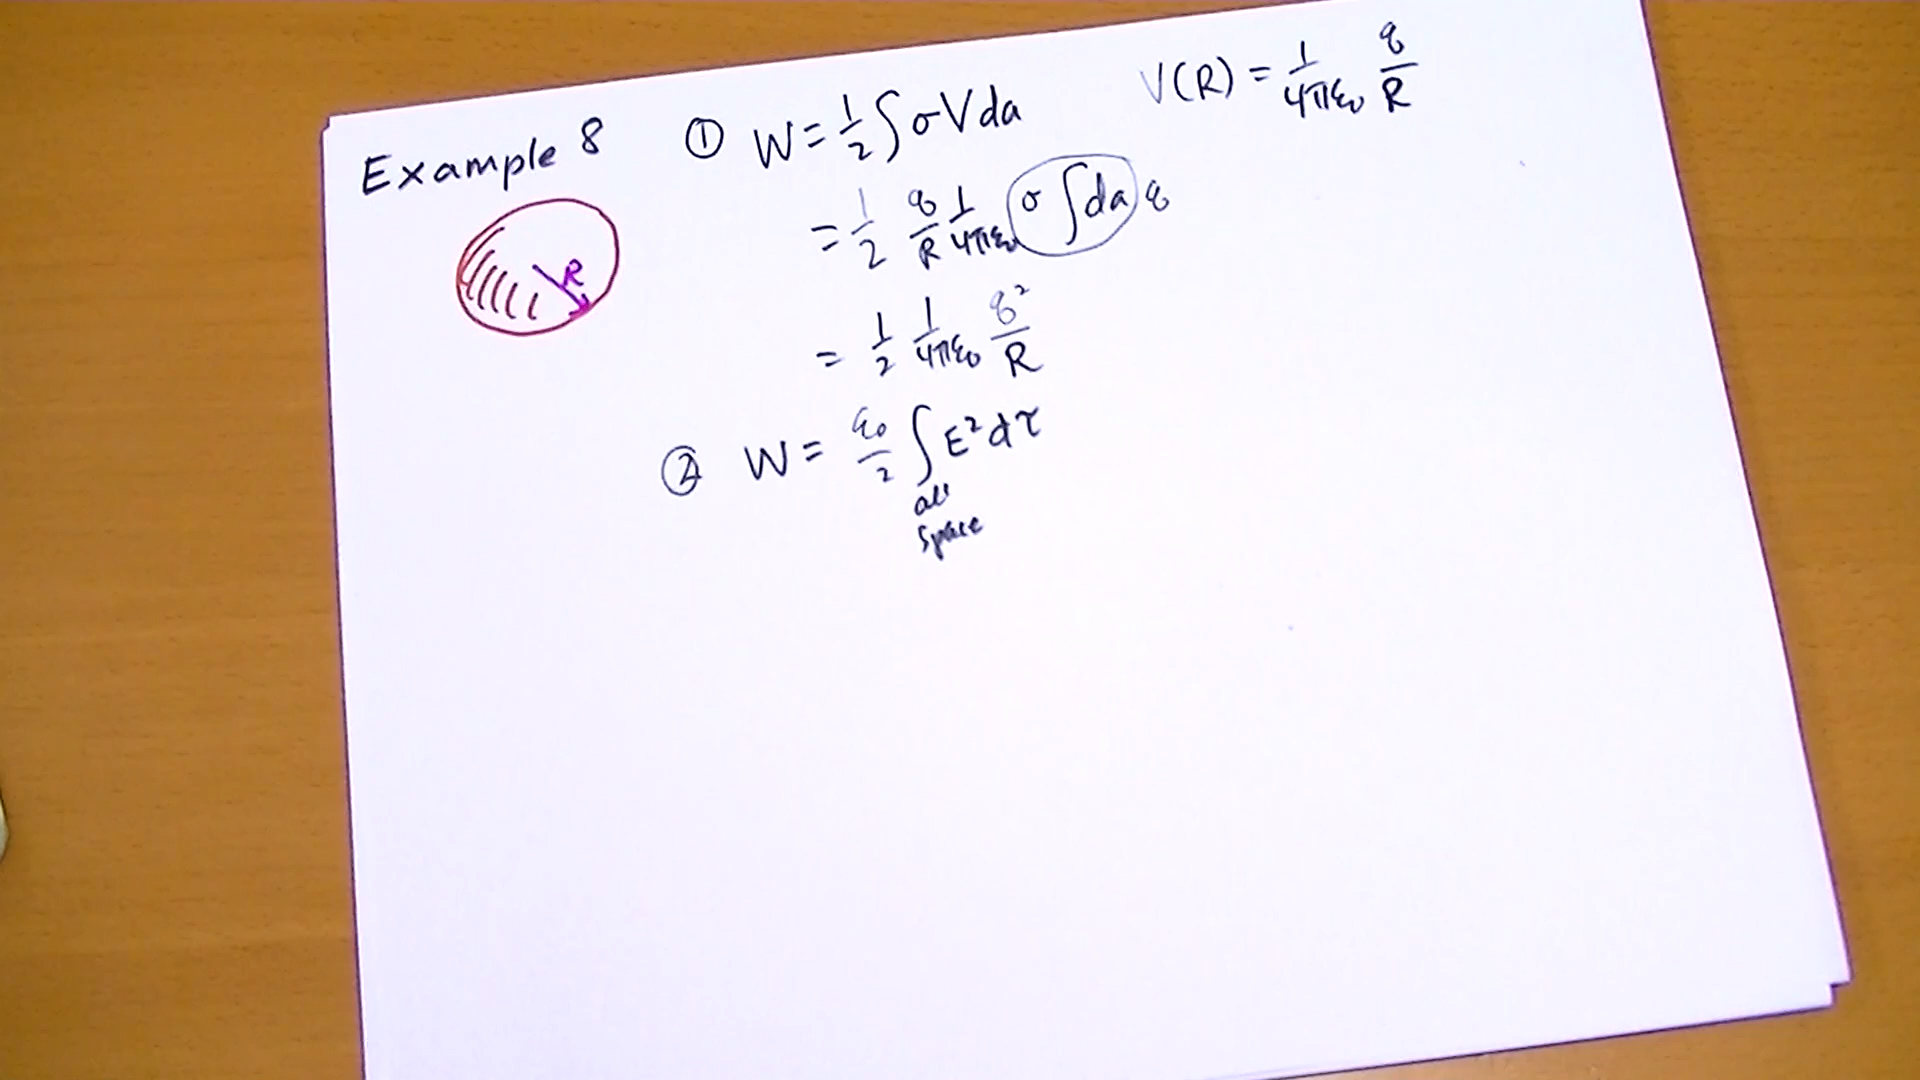 Example 8
R
① W = 1/2 ∫ σ V da
V(R) = 1/4πε₀ q/R
= 1/2 q/R 1/4πε₀ σ ∫ da q
= 1/2 1/4πε₀ q²/R
② W = ε₀/2 ∫ E² dτ
all
space